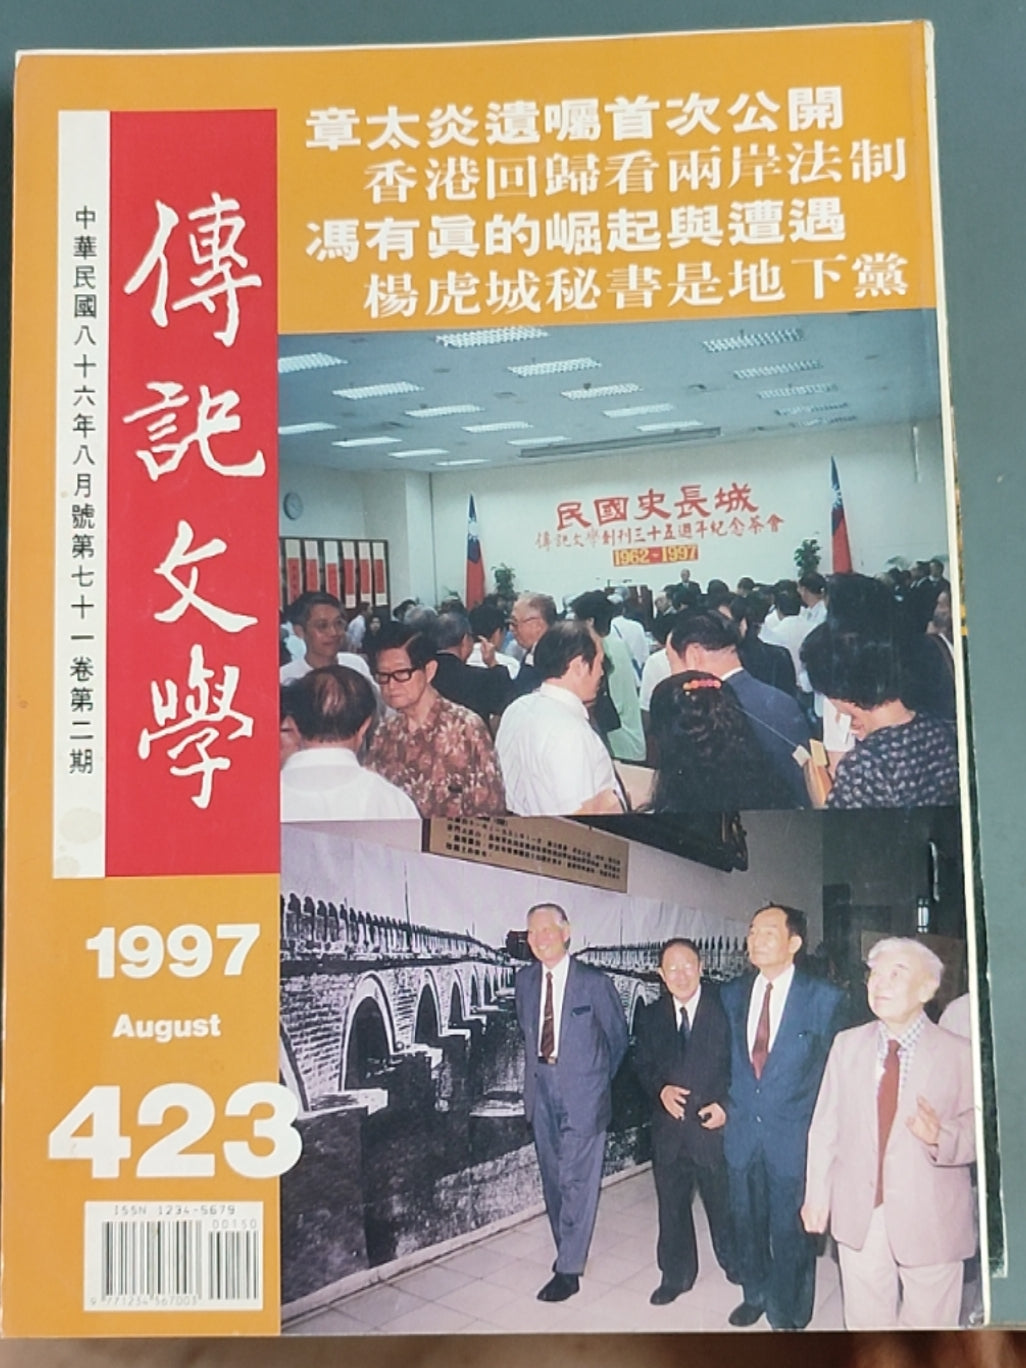 章太炎遺囑首次公開
香港回歸看兩岸法制
馮有眞的崛起與遭遇
楊虎城秘書是地下黨
傳記文學
中華民國八十六年八月號第七十一卷第二期
民國史長城
傳記文學創刊三十五週年紀念茶會
1962-1997
1997
August
423
ISSN 1234-5679
00150
9 771234 567003